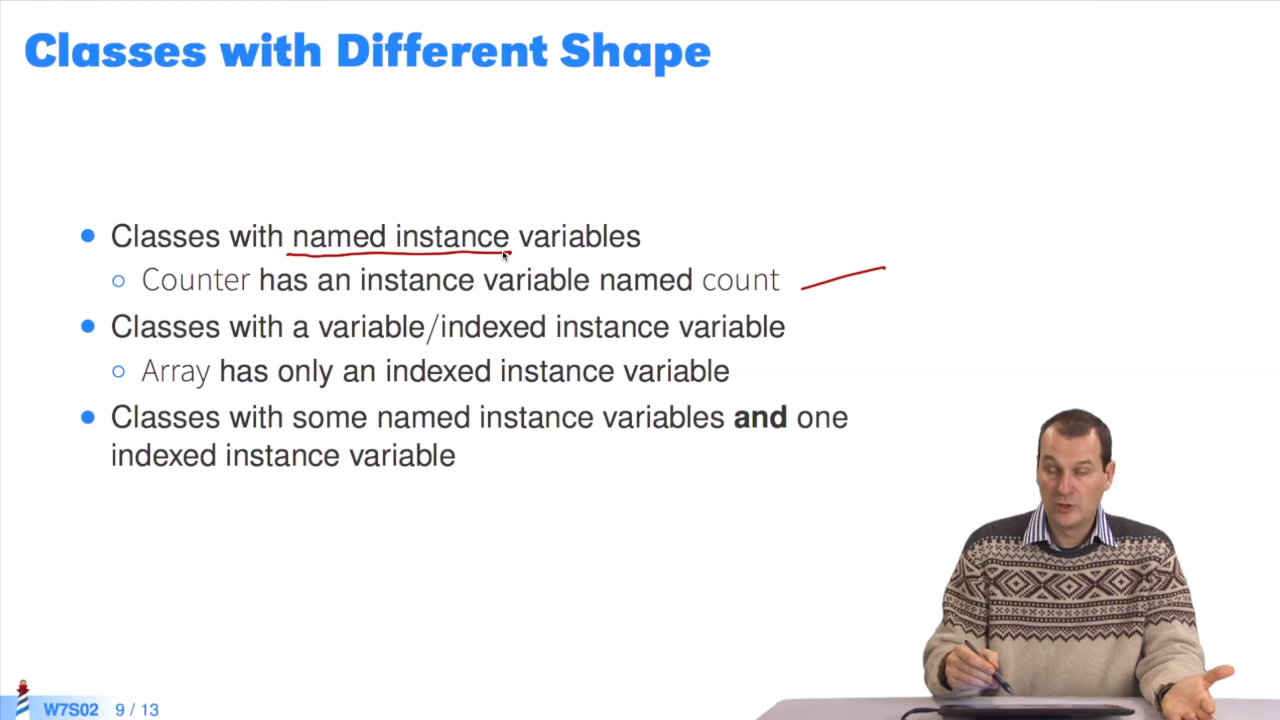 Classes with Different Shape
Classes with named instance variables
Counter has an instance variable named count
Classes with a variable/indexed instance variable
Array has only an indexed instance variable
Classes with some named instance variables and one
indexed instance variable
W7S02 9 / 13